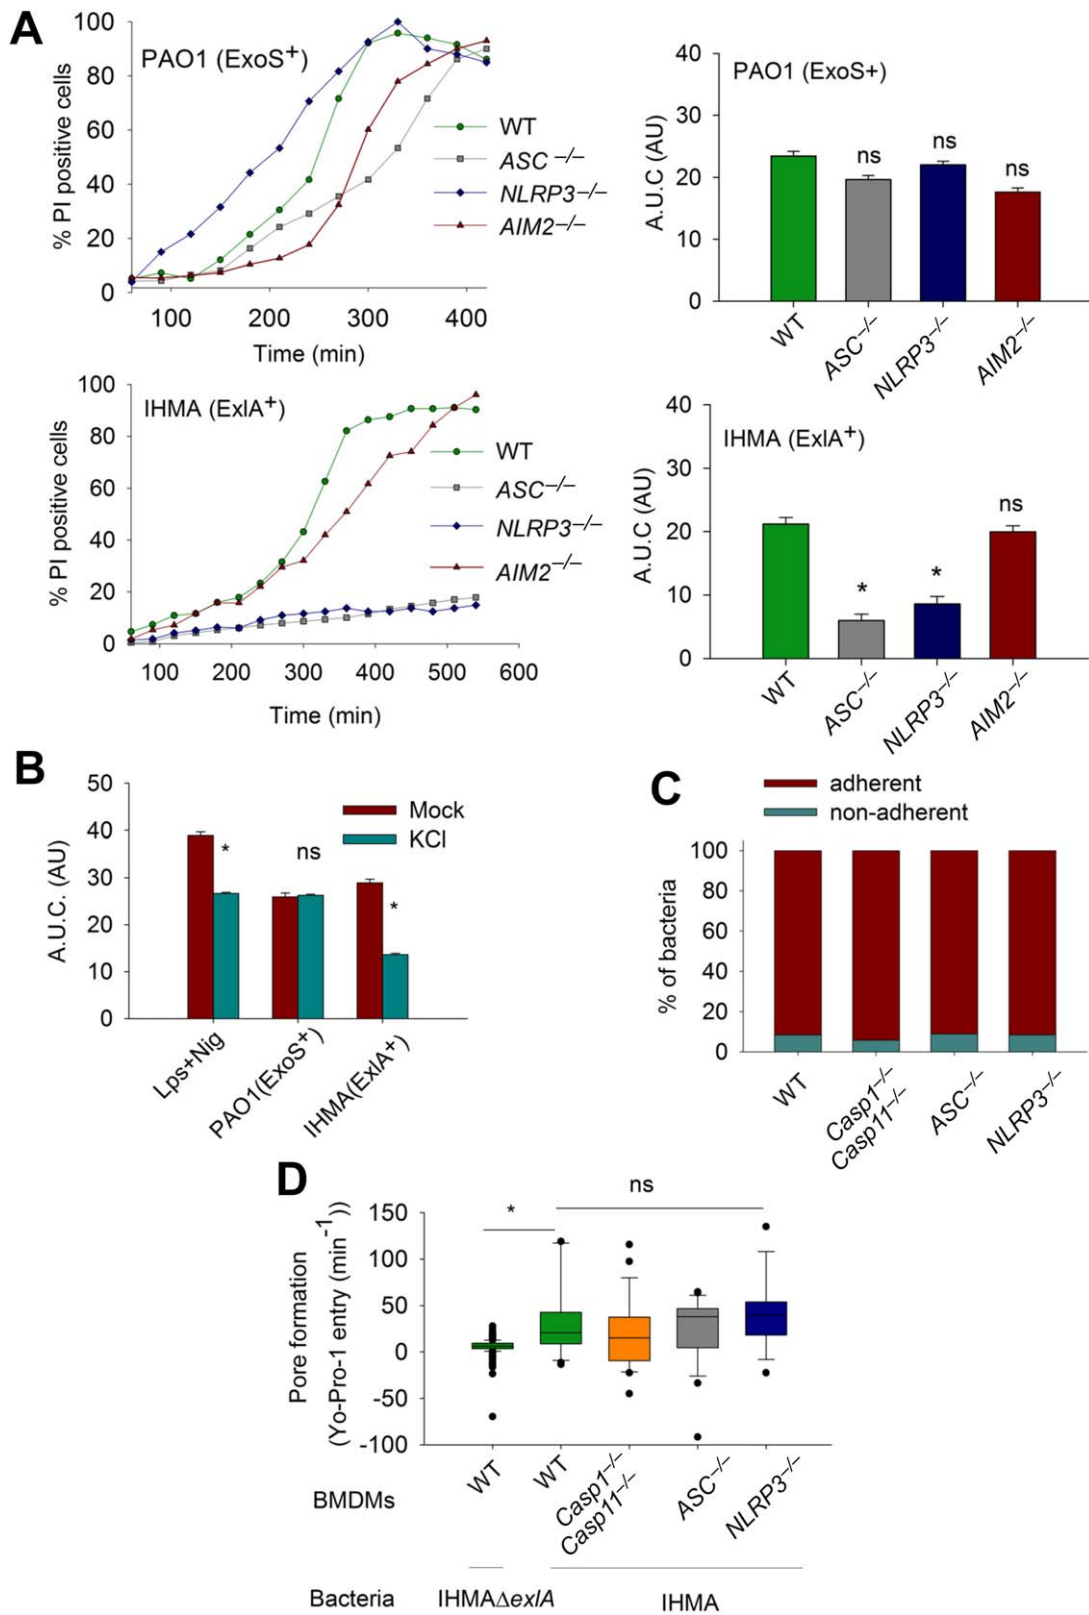 A
PAO1 (ExoS+)
% PI positive cells
100
80
60
40
20
0
100 200 300 400
Time (min)
WT
ASC −/−
NLRP3−/−
AIM2−/−
PAO1 (ExoS+)
A.U.C (AU)
40
30
20
10
0
ns
ns
ns
WT
ASC−/−
NLRP3−/−
AIM2−/−
IHMA (ExlA+)
% PI positive cells
100
80
60
40
20
0
100 200 300 400 500 600
Time (min)
WT
ASC−/−
NLRP3−/−
AIM2−/−
IHMA (ExlA+)
A.U.C (AU)
40
30
20
10
0
*
*
ns
WT
ASC−/−
NLRP3−/−
AIM2−/−
B
A.U.C. (AU)
50
40
30
20
10
0
Mock
KCl
*
ns
*
Lps+Nig
PAO1(ExoS+)
IHMA(ExlA+)
C
adherent
non-adherent
% of bacteria
100
80
60
40
20
0
WT
Casp1−/−
Casp11−/−
ASC−/−
NLRP3−/−
D
Pore formation
(Yo-Pro-1 entry (min-1))
150
100
50
0
-50
-100
*
ns
BMDMs
WT
WT
Casp1−/−
Casp11−/−
ASC−/−
NLRP3−/−
Bacteria IHMAΔexlA IHMA